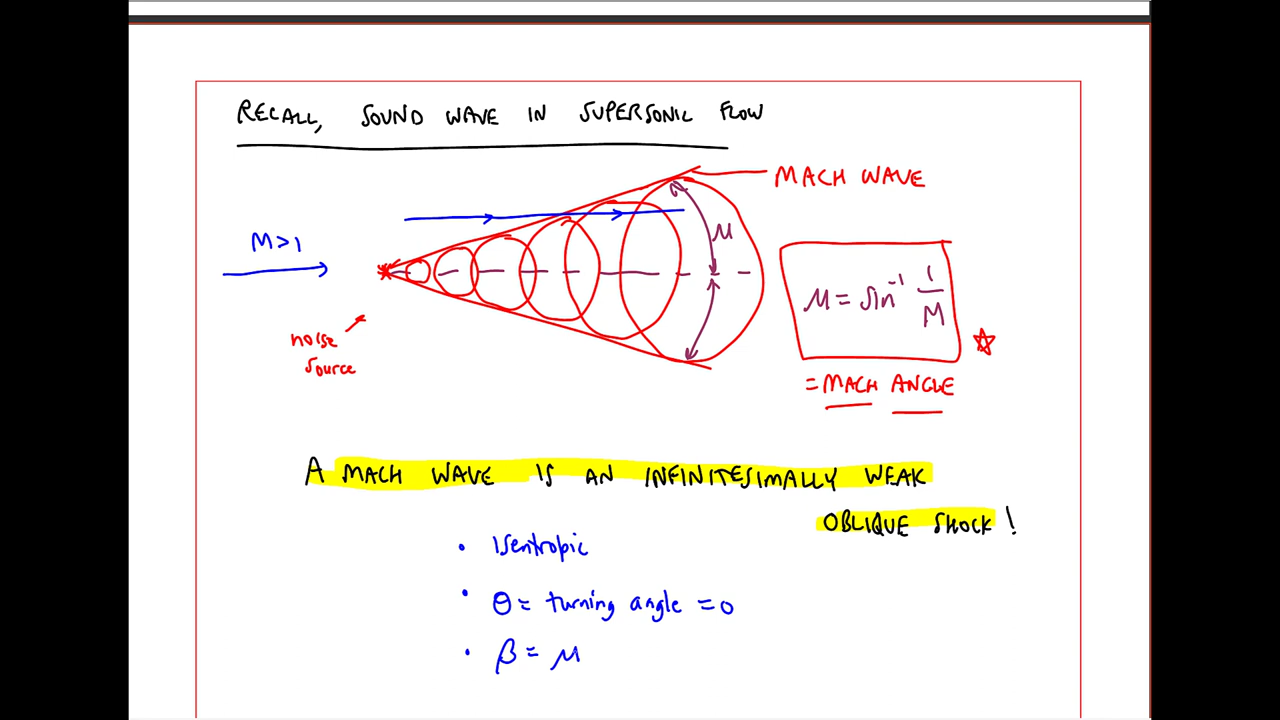 RECALL, SOUND WAVE IN SUPERSONIC FLOW
MACH WAVE
M>1
μ
noise
source
μ = sin⁻¹ 1/M
= MACH ANGLE
A MACH WAVE IS AN INFINITESIMALLY WEAK
OBLIQUE SHOCK!
• Isentropic
• θ = turning angle = 0
• β = μ